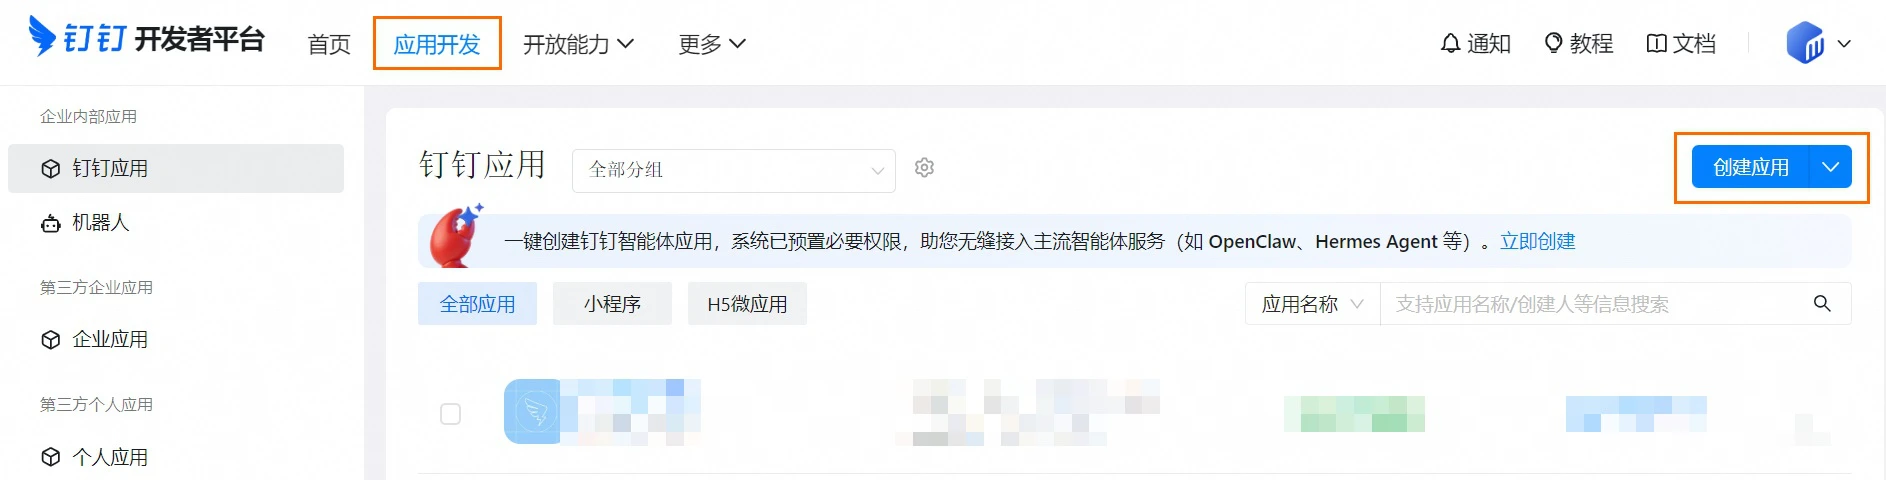 钉钉 开发者平台 首页 应用开发 开放能力 更多 通知 教程 文档
企业内部应用
钉钉应用
机器人
第三方企业应用
企业应用
第三方个人应用
个人应用
钉钉应用 全部分组 创建应用
一键创建钉钉智能体应用，系统已预置必要权限，助您无缝接入主流智能体服务（如 OpenClaw、Hermes Agent 等）。立即创建
全部应用 小程序 H5微应用 应用名称 支持应用名称/创建人等信息搜索